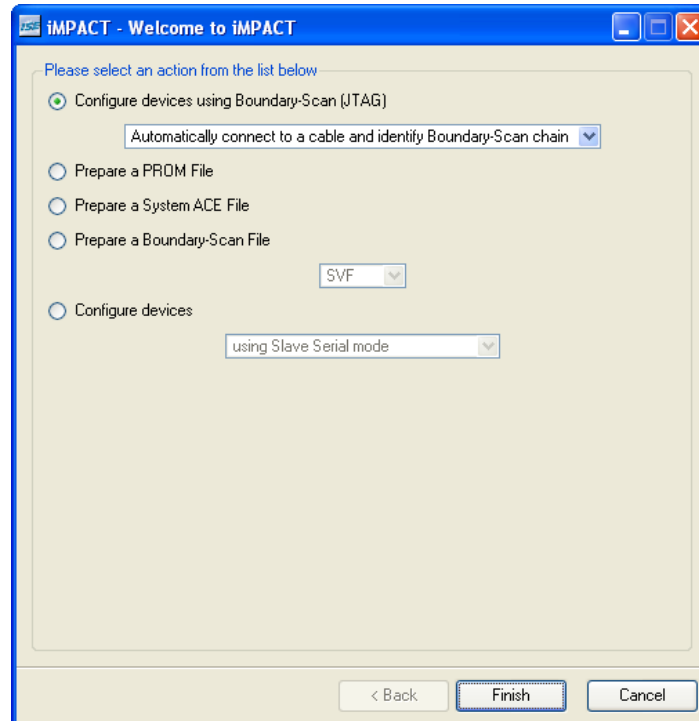 ISE iMPACT - Welcome to iMPACT
Please select an action from the list below
Configure devices using Boundary-Scan (JTAG)
Automatically connect to a cable and identify Boundary-Scan chain
Prepare a PROM File
Prepare a System ACE File
Prepare a Boundary-Scan File
SVF
Configure devices
using Slave Serial mode
< Back Finish Cancel